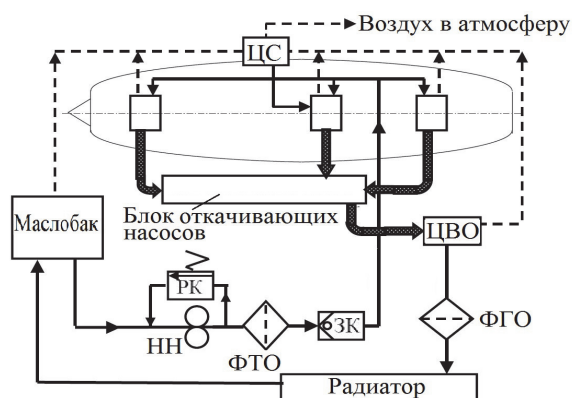 Воздух в атмосферу
ЦС
Блок откачивающих
насосов
Маслобак
ЦВО
РК
ЗК
НН
ФТО
ФГО
Радиатор